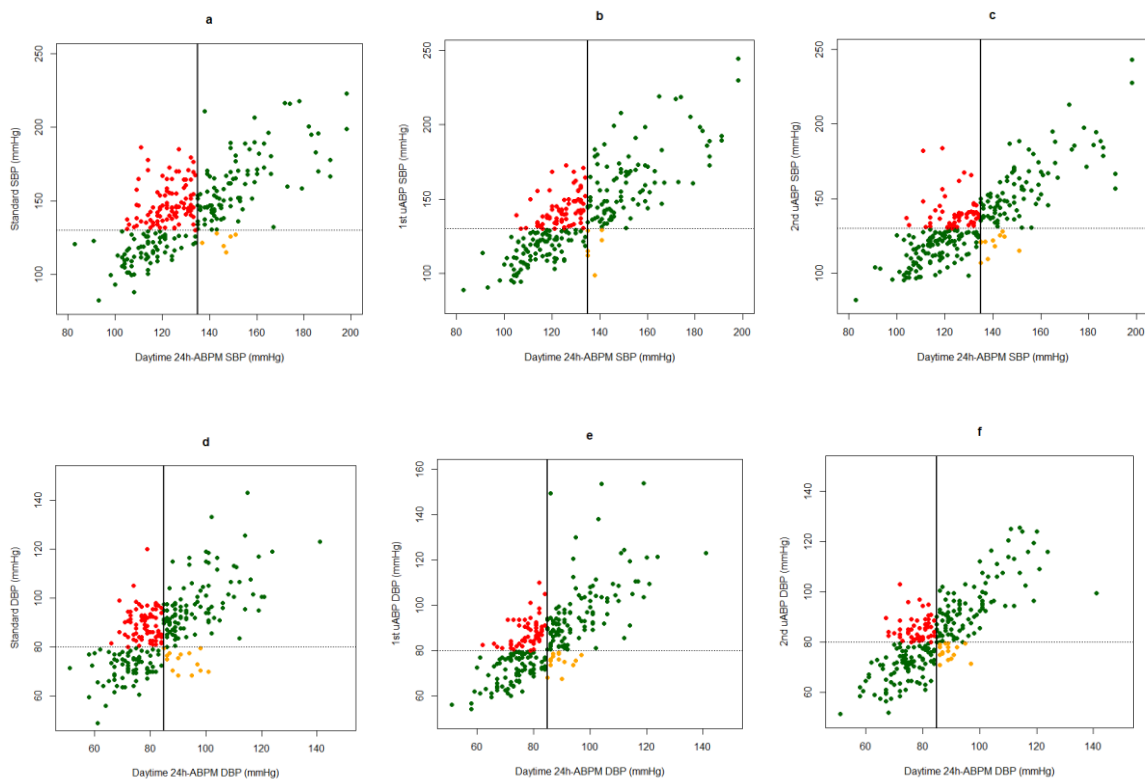 a
250
200
150
100
Standard SBP (mmHg)
80 100 120 140 160 180 200
Daytime 24h-ABPM SBP (mmHg)
b
250
200
150
100
1st uABP SBP (mmHg)
80 100 120 140 160 180 200
Daytime 24h-ABPM SBP (mmHg)
c
250
200
150
100
2nd uABP SBP (mmHg)
80 100 120 140 160 180 200
Daytime 24h-ABPM SBP (mmHg)
d
140
120
100
80
60
Standard DBP (mmHg)
60 80 100 120 140
Daytime 24h-ABPM DBP (mmHg)
e
160
140
120
100
80
60
1st uABP DBP (mmHg)
60 80 100 120 140
Daytime 24h-ABPM DBP (mmHg)
f
140
120
100
80
60
2nd uABP DBP (mmHg)
60 80 100 120 140
Daytime 24h-ABPM DBP (mmHg)